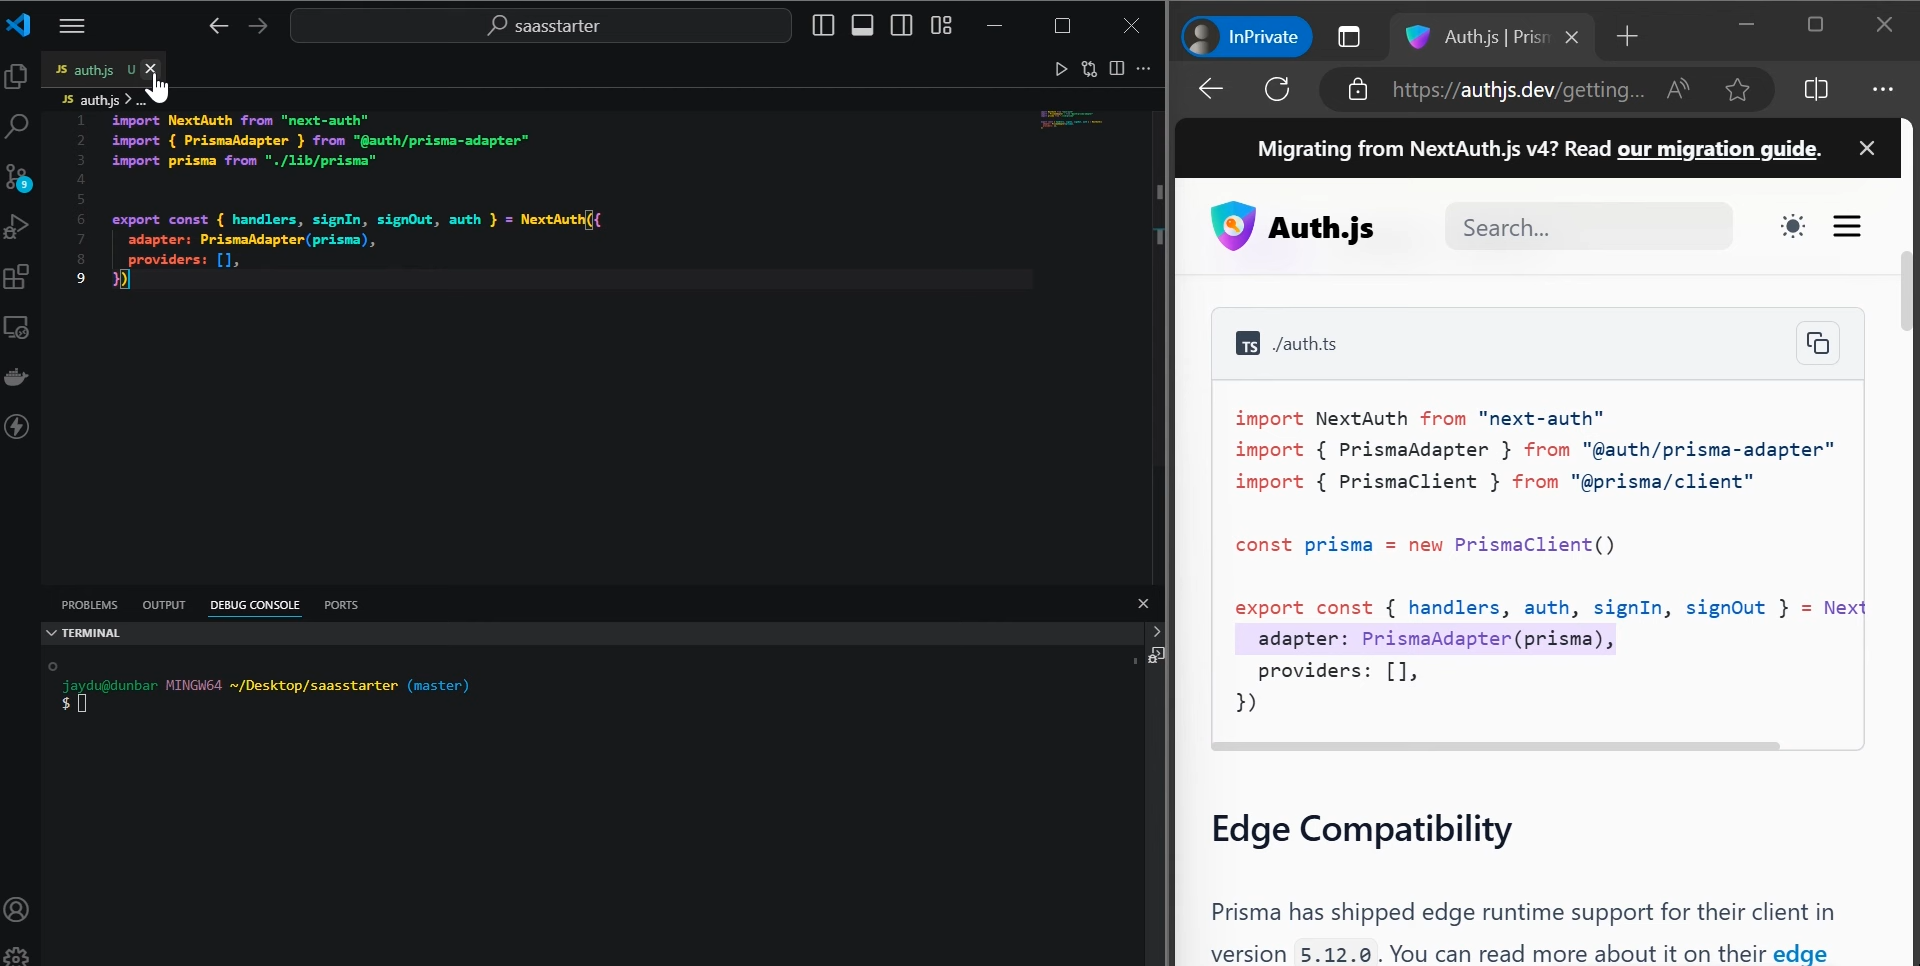 saasstarter
JS auth.js U
JS auth.js > ...
1 import NextAuth from "next-auth"
2 import { PrismaAdapter } from "@auth/prisma-adapter"
3 import prisma from "./lib/prisma"
4
5
6 export const { handlers, signIn, signOut, auth } = NextAuth({
7 adapter: PrismaAdapter(prisma),
8 providers: [],
9 })
9
PROBLEMS OUTPUT DEBUG CONSOLE PORTS
TERMINAL
jaydu@dunbar MINGW64 ~/Desktop/saasstarter (master)
$
InPrivate
Auth.js | Prism
https://authjs.dev/getting...
Migrating from NextAuth.js v4? Read our migration guide.
Auth.js
Search...
TS ./auth.ts
import NextAuth from "next-auth"
import { PrismaAdapter } from "@auth/prisma-adapter"
import { PrismaClient } from "@prisma/client"
const prisma = new PrismaClient()
export const { handlers, auth, signIn, signOut } = Next
adapter: PrismaAdapter(prisma),
providers: [],
})
Edge Compatibility
Prisma has shipped edge runtime support for their client in
version 5.12.0. You can read more about it on their edge